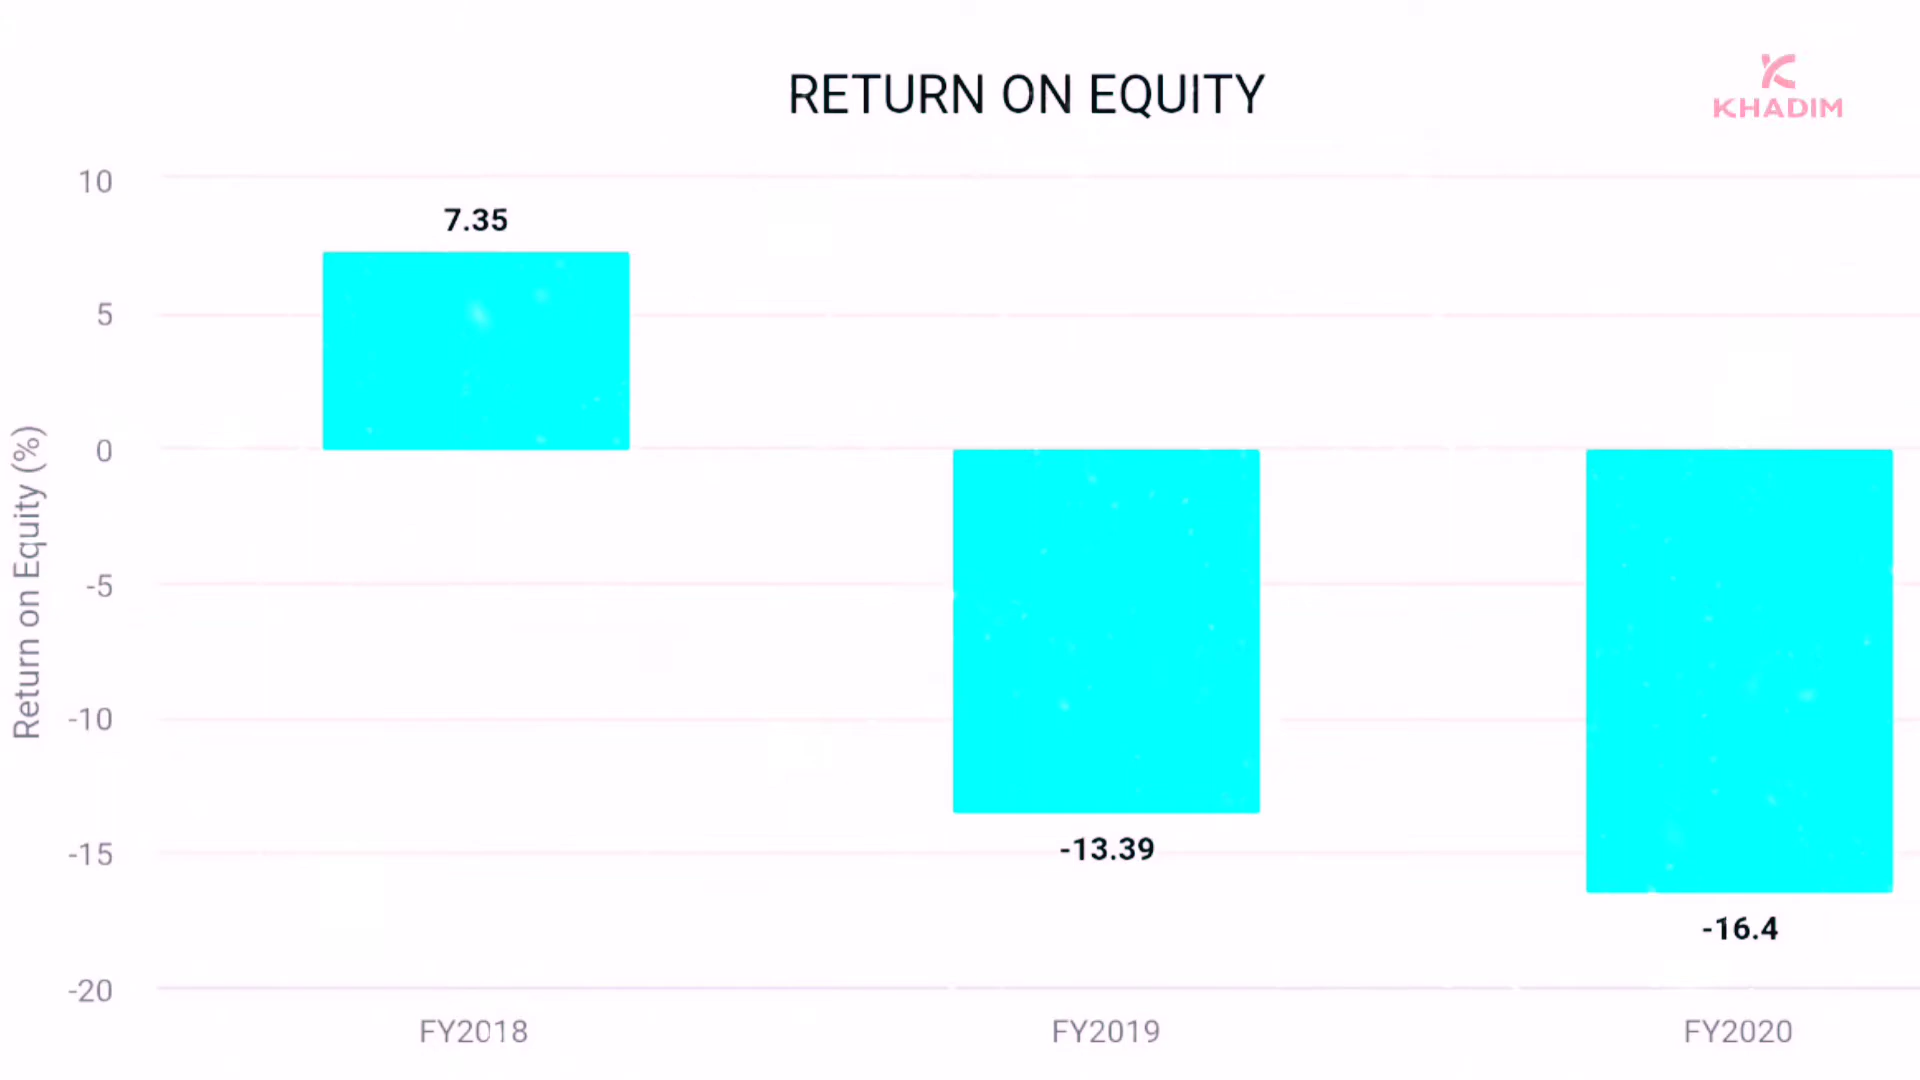 RETURN ON EQUITY
KHADIM
10
7.35
5
0
-5
-10
-13.39
-15
-16.4
-20
Return on Equity (%)
FY2018
FY2019
FY2020